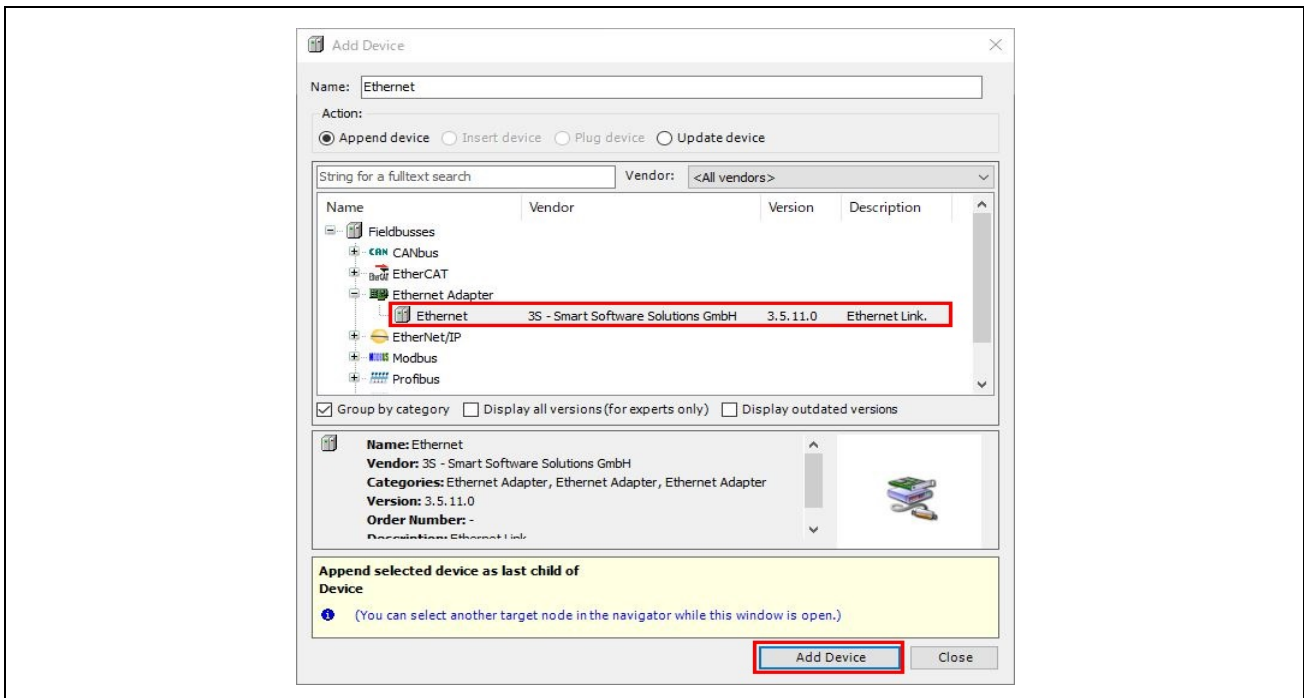 Add Device
Name: Ethernet
Action:
Append device Insert device Plug device Update device
String for a fulltext search Vendor: <All vendors>
Name Vendor Version Description
Fieldbusses
CAN CANbus
EtherCAT
Ethernet Adapter
Ethernet 3S - Smart Software Solutions GmbH 3.5.11.0 Ethernet Link.
EtherNet/IP
Modbus
Profibus
Group by category Display all versions (for experts only) Display outdated versions
Name: Ethernet
Vendor: 3S - Smart Software Solutions GmbH
Categories: Ethernet Adapter, Ethernet Adapter, Ethernet Adapter
Version: 3.5.11.0
Order Number: -
Description: Ethernet Link
Append selected device as last child of
Device
(You can select another target node in the navigator while this window is open.)
Add Device Close